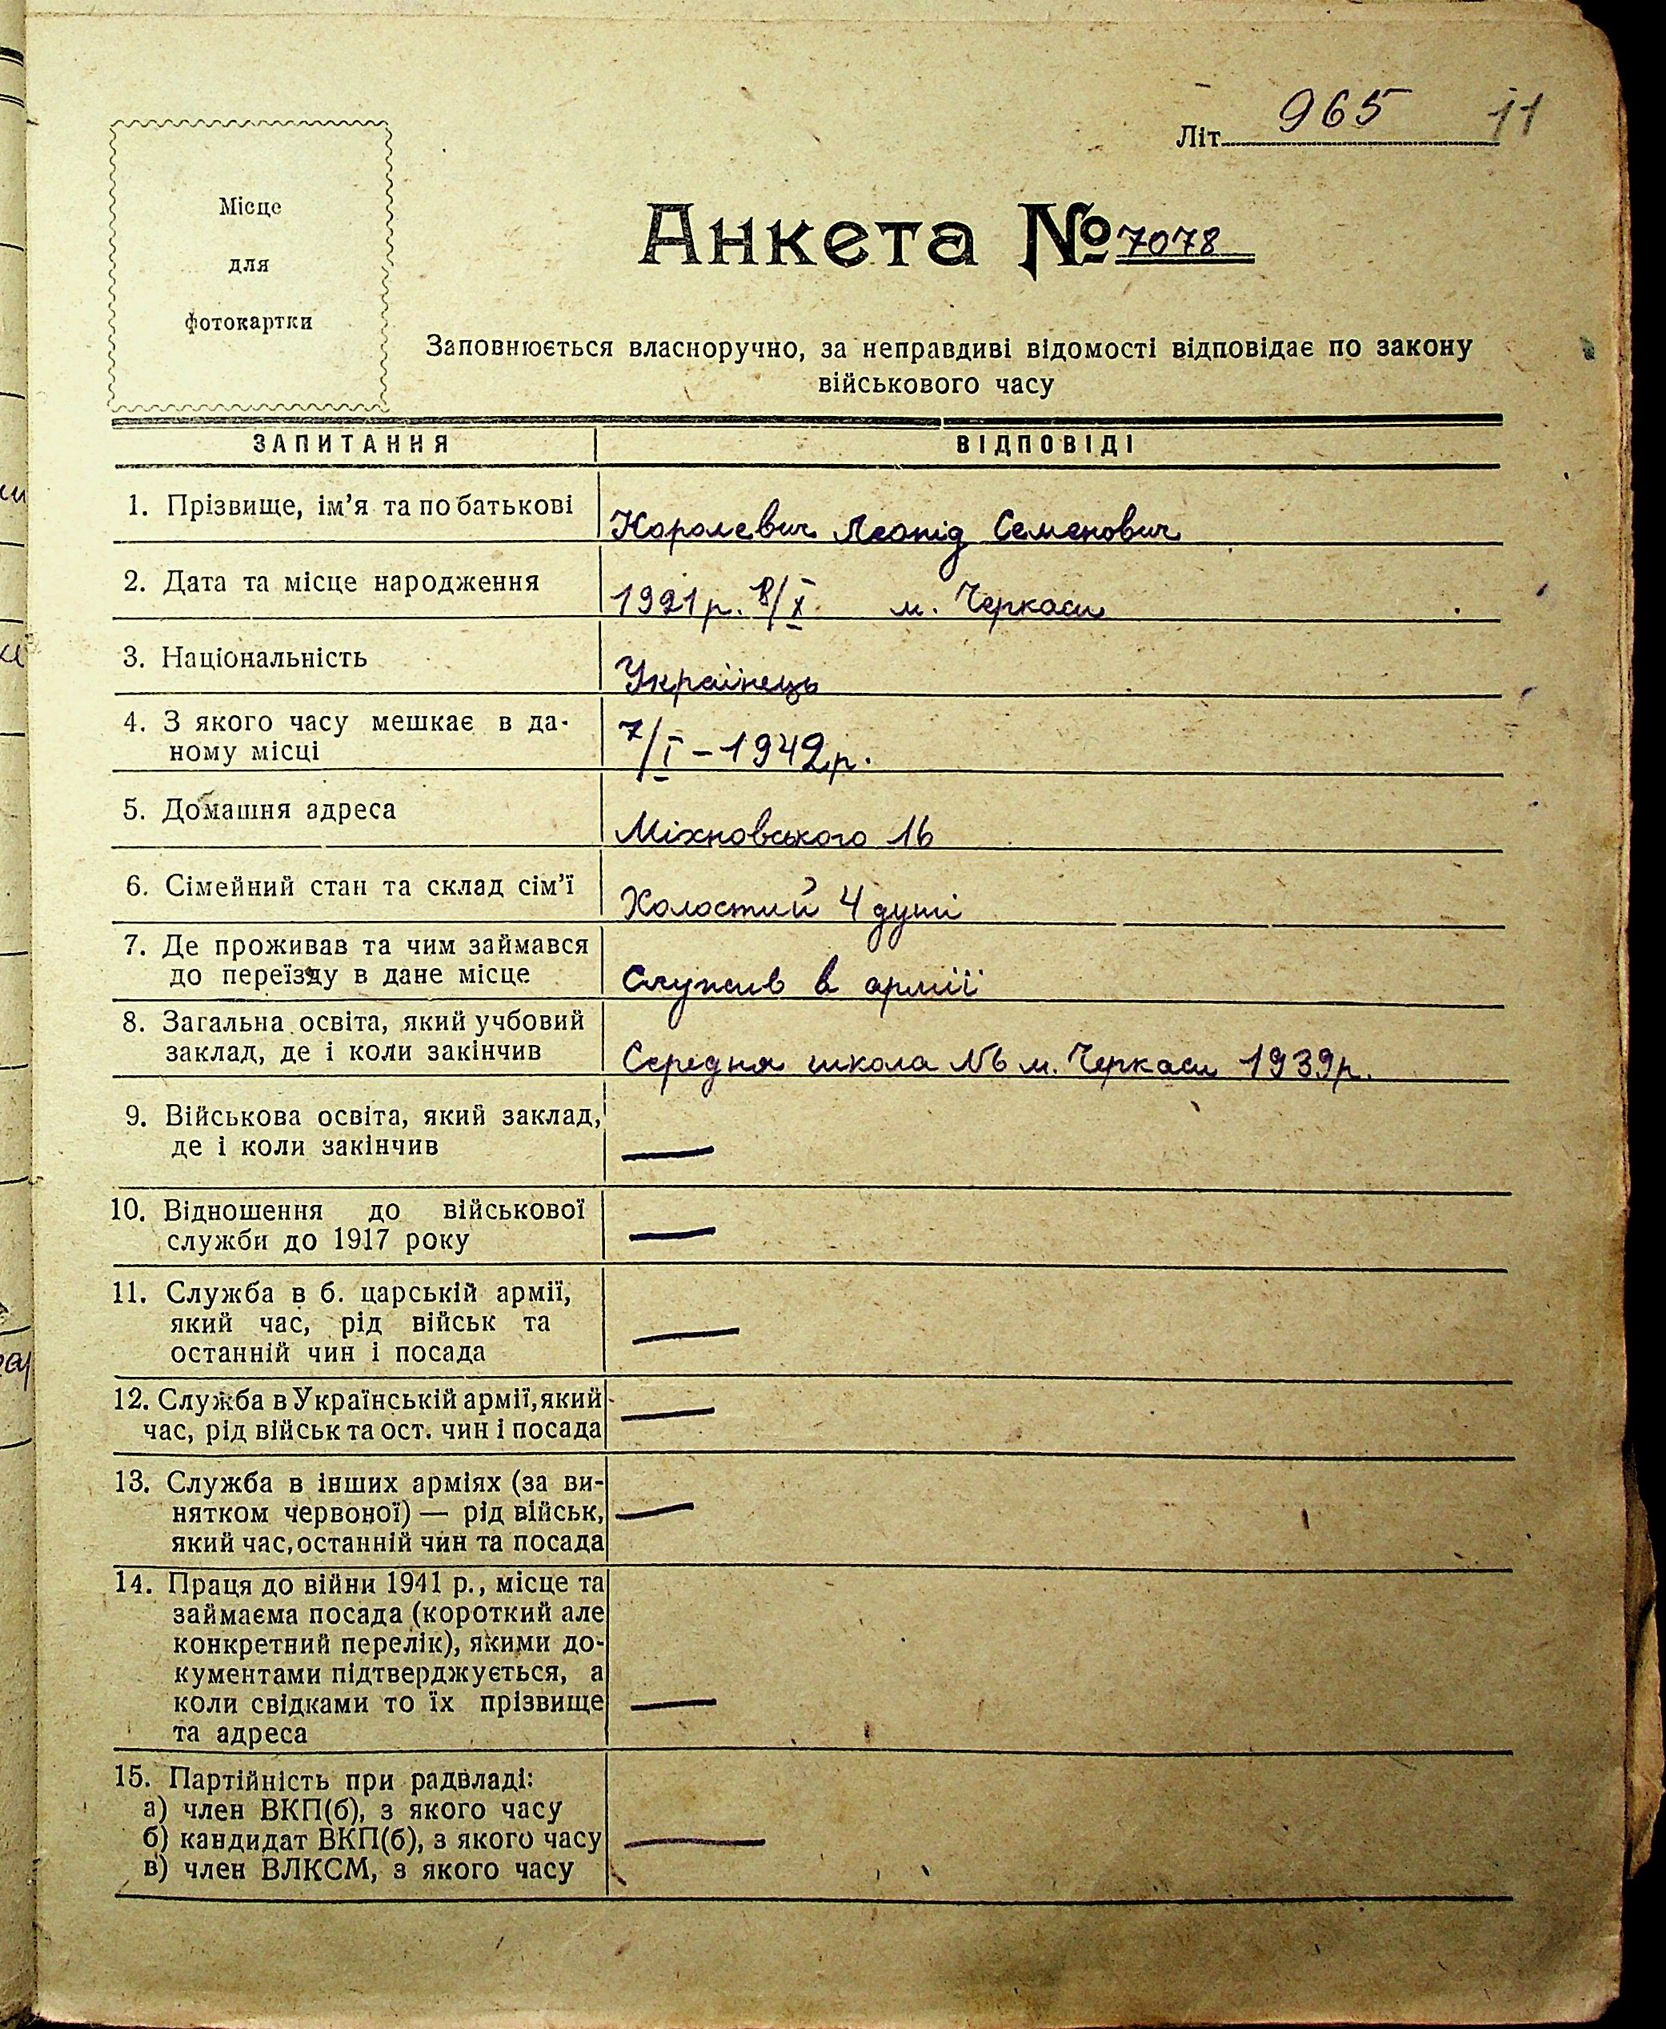 Літ. 965 11
Місце
для
фотокартки
Анкета № 7078
Заповнюється власноручно, за неправдиві відомості відповідає по закону
військового часу
ЗАПИТАННЯ ВІДПОВІДІ
1. Прізвище, ім'я та по батькові Королевич Леонід Семенович
2. Дата та місце народження 1921 р. 8/X м. Черкаси
3. Національність Українець
4. З якого часу мешкає в да-
ному місці 7/I – 1942 р.
5. Домашня адреса Міхновського 16
6. Сімейний стан та склад сім'ї Холостий 4 душі
7. Де проживав та чим займався
до переїзду в дане місце Служив в армії
8. Загальна освіта, який учбовий
заклад, де і коли закінчив Середня школа №6 м. Черкаси 1939 р.
9. Військова освіта, який заклад,
де і коли закінчив —
10. Відношення до військової
служби до 1917 року —
11. Служба в б. царській армії,
який час, рід військ та
останній чин і посада —
12. Служба в Українській армії, який
час, рід військ та ост. чин і посада —
13. Служба в інших арміях (за ви-
нятком червоної) — рід військ,
який час, останній чин та посада —
14. Праця до війни 1941 р., місце та
займаєма посада (короткий але
конкретний перелік), якими до-
кументами підтверджується, а
коли свідками то їх прізвище
та адреса —
15. Партійність при радвладі:
а) член ВКП(б), з якого часу
б) кандидат ВКП(б), з якого часу —
в) член ВЛКСМ, з якого часу